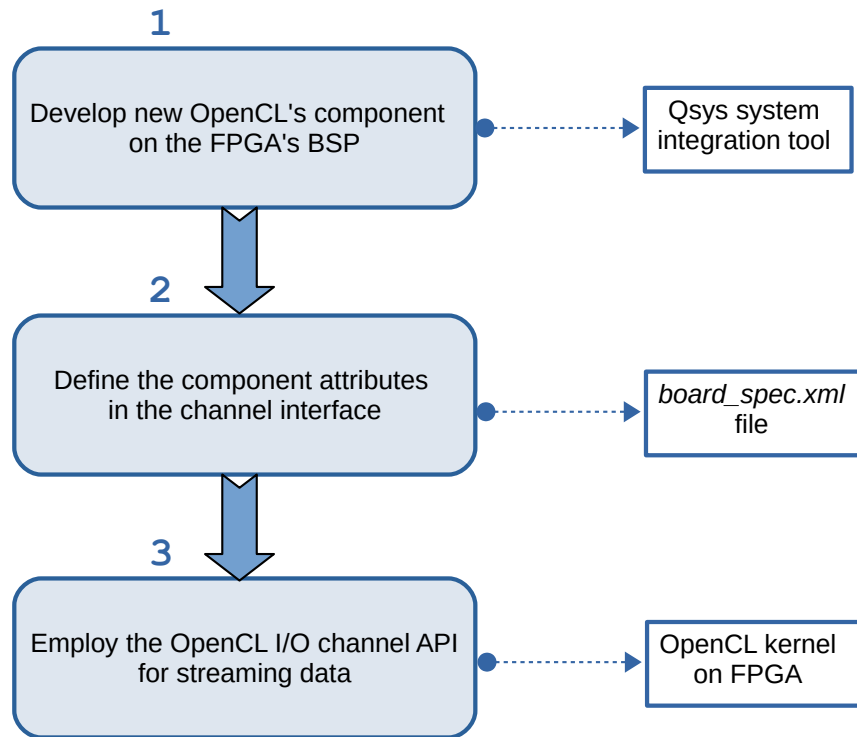 1
Develop new OpenCL's component
on the FPGA's BSP
Qsys system
integration tool
2
Define the component attributes
in the channel interface
board_spec.xml
file
3
Employ the OpenCL I/O channel API
for streaming data
OpenCL kernel
on FPGA